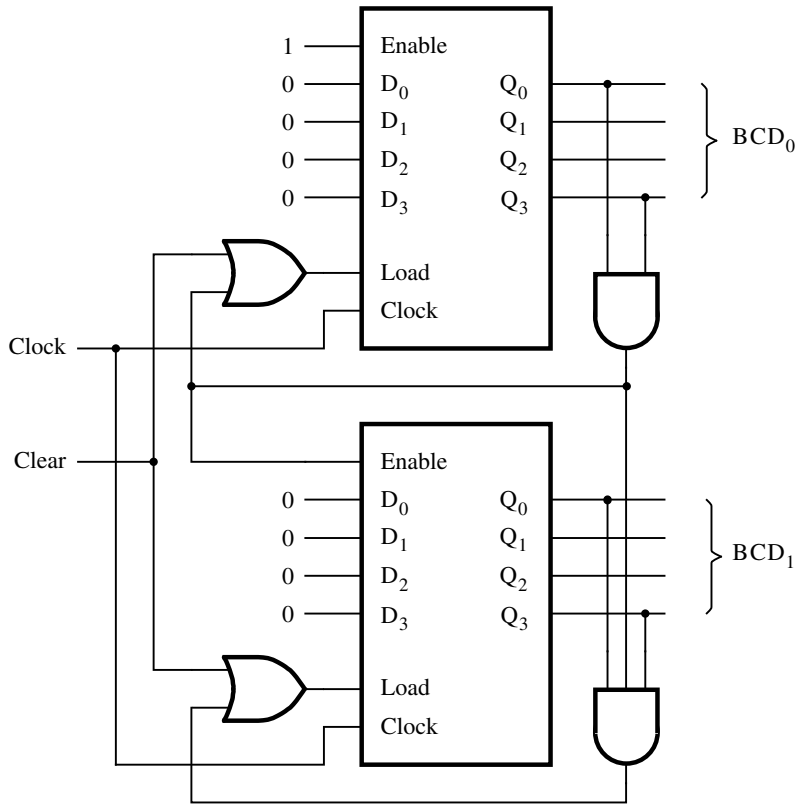 1 Enable
0 D0 Q0
0 D1 Q1
0 D2 Q2
0 D3 Q3
BCD0
Load
Clock
Clock
Clear
Enable
0 D0 Q0
0 D1 Q1
0 D2 Q2
0 D3 Q3
BCD1
Load
Clock